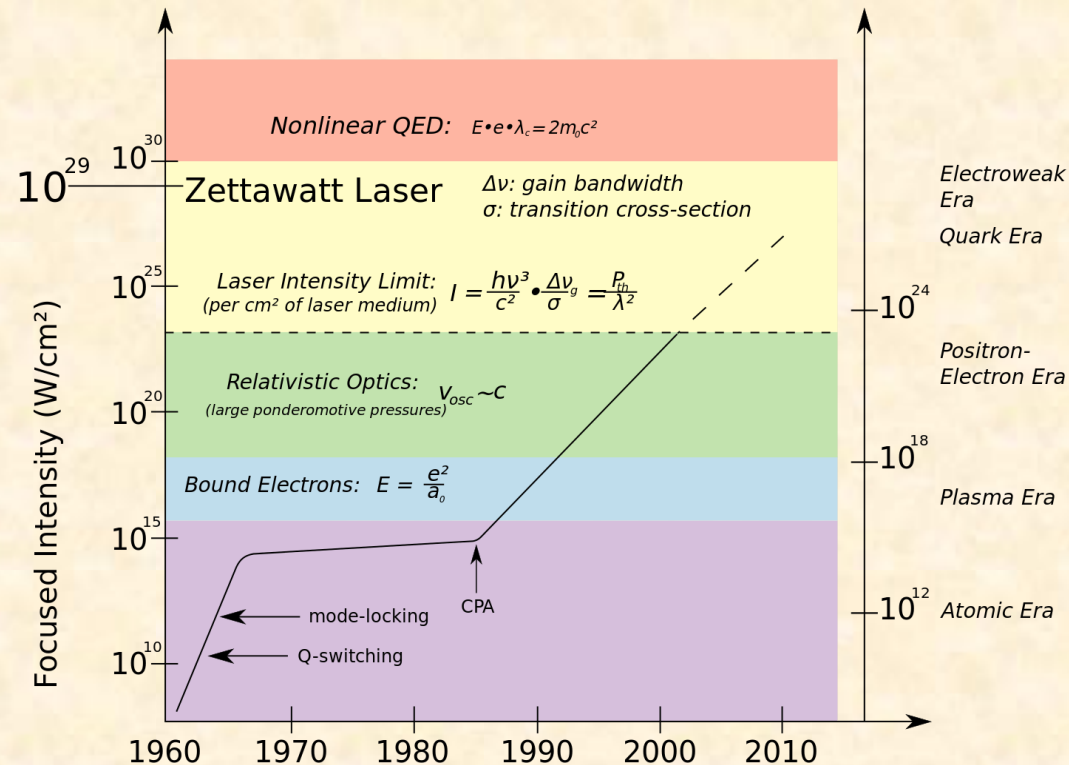 Nonlinear QED: E•e•λc = 2m₀c²
10³⁰
10²⁹
Zettawatt Laser
Δν: gain bandwidth
σ: transition cross-section
Electroweak
Era
Quark Era
10²⁵
Laser Intensity Limit:
(per cm² of laser medium)
I = hν³/c² • Δνg/σ = Pth/λ²
10²⁴
Positron-
Electron Era
Relativistic Optics: νosc~c
(large ponderomotive pressures)
10²⁰
10¹⁸
Bound Electrons: E = e²/a₀
Plasma Era
10¹⁵
Focused Intensity (W/cm²)
CPA
mode-locking
10¹²
Atomic Era
Q-switching
10¹⁰
1960 1970 1980 1990 2000 2010